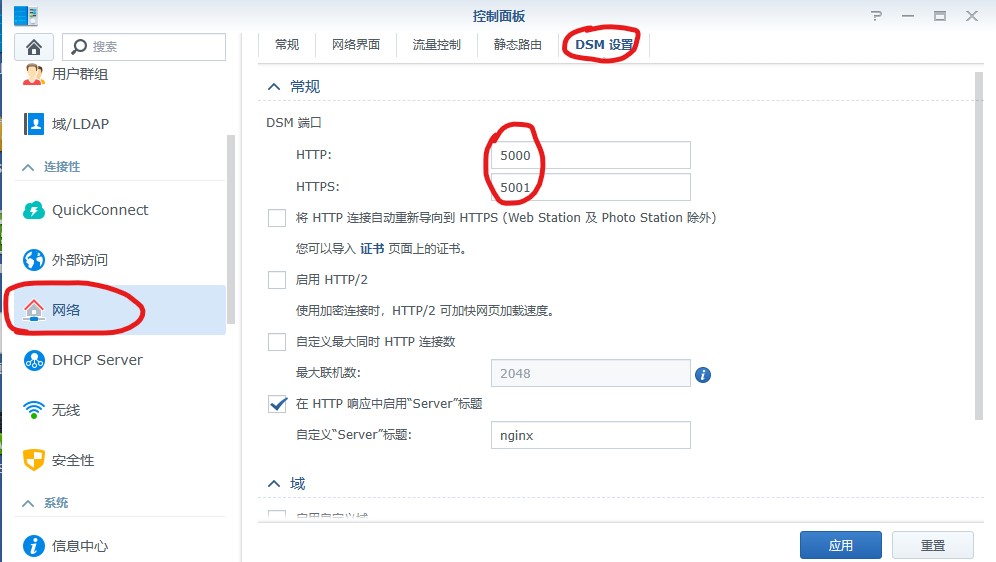 控制面板
搜索
用户群组
域/LDAP
连接性
QuickConnect
外部访问
网络
DHCP Server
无线
安全性
系统
信息中心
常规
网络界面
流量控制
静态路由
DSM 设置
常规
DSM 端口
HTTP:
5000
HTTPS:
5001
将 HTTP 连接自动重新导向到 HTTPS (Web Station 及 Photo Station 除外)
您可以导入 证书 页面上的证书。
启用 HTTP/2
使用加密连接时，HTTP/2 可加快网页加载速度。
自定义最大同时 HTTP 连接数
最大联机数:
2048
在 HTTP 响应中启用“Server”标题
自定义“Server”标题:
nginx
域
应用
重置